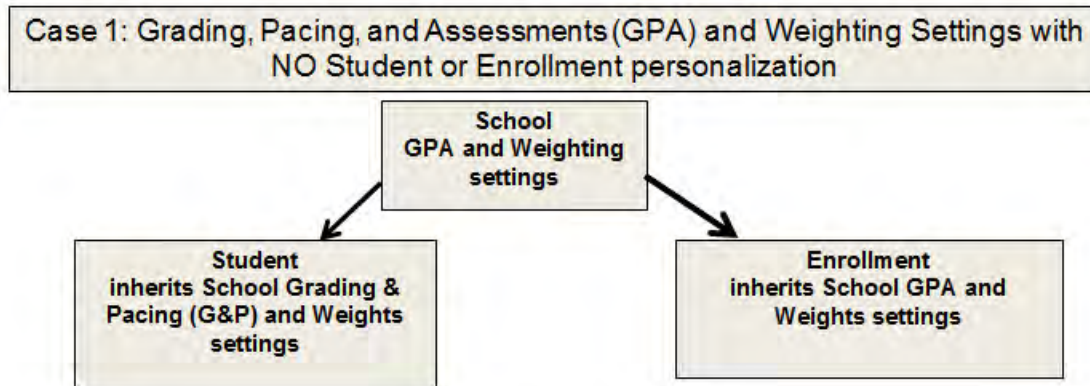 Case 1: Grading, Pacing, and Assessments (GPA) and Weighting Settings with
NO Student or Enrollment personalization
School
GPA and Weighting
settings
Student
inherits School Grading &
Pacing (G&P) and Weights
settings
Enrollment
inherits School GPA and
Weights settings